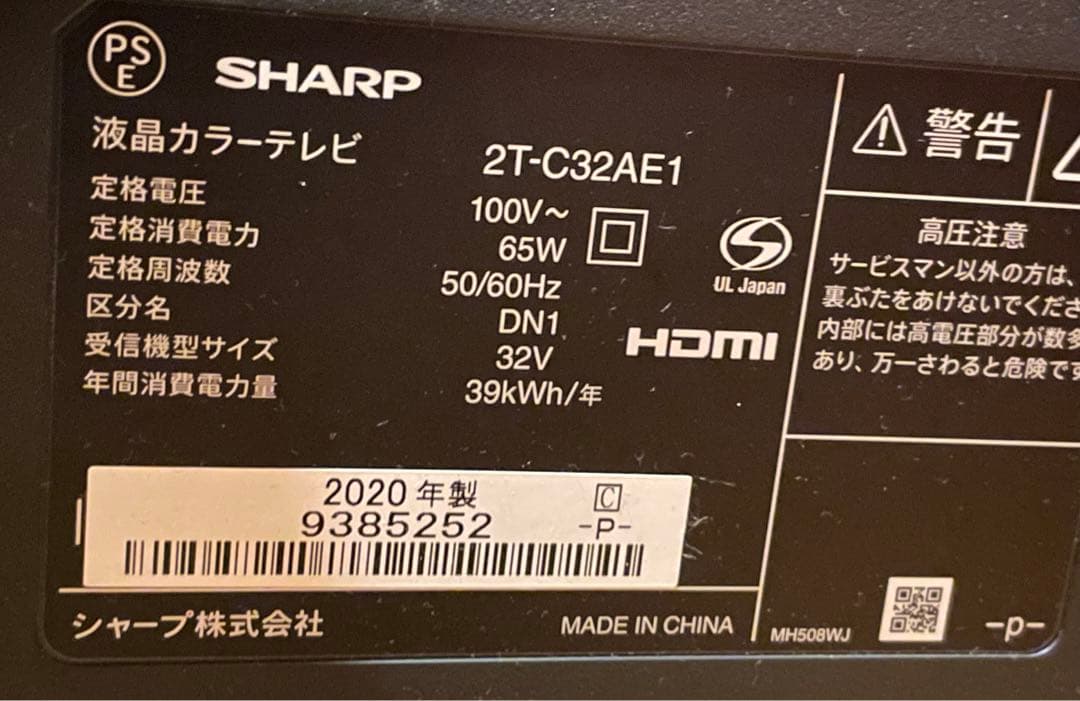 PS
E
SHARP
液晶カラーテレビ 2T-C32AE1
定格電圧 100V～
定格消費電力 65W
定格周波数 50/60Hz
区分名 DN1
受信機型サイズ 32V
年間消費電力量 39kWh/年
UL Japan
HDMI
2020 年製 C
9385252 -P-
シャープ株式会社 MADE IN CHINA
警告
高圧注意
サービスマン以外の方は、
裏ぶたをあけないでくださ
内部には高電圧部分が数多
あり、万一さわると危険です
MH508WJ -p-